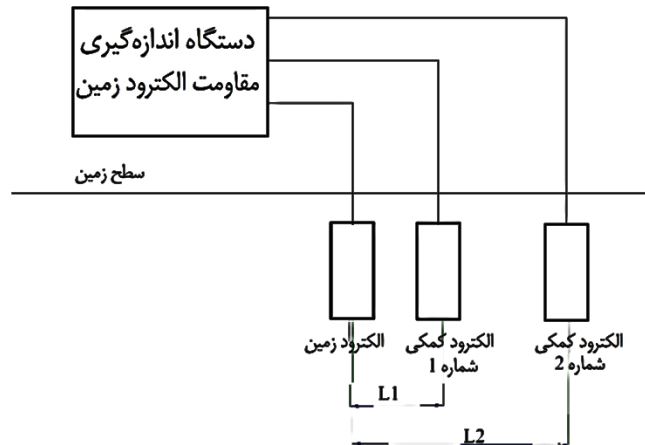 دستگاه اندازه‌گیری
مقاومت الکترود زمین
سطح زمین
الکترود کمکی
شماره 2
الکترود کمکی
شماره 1
الکترود زمین
L1
L2